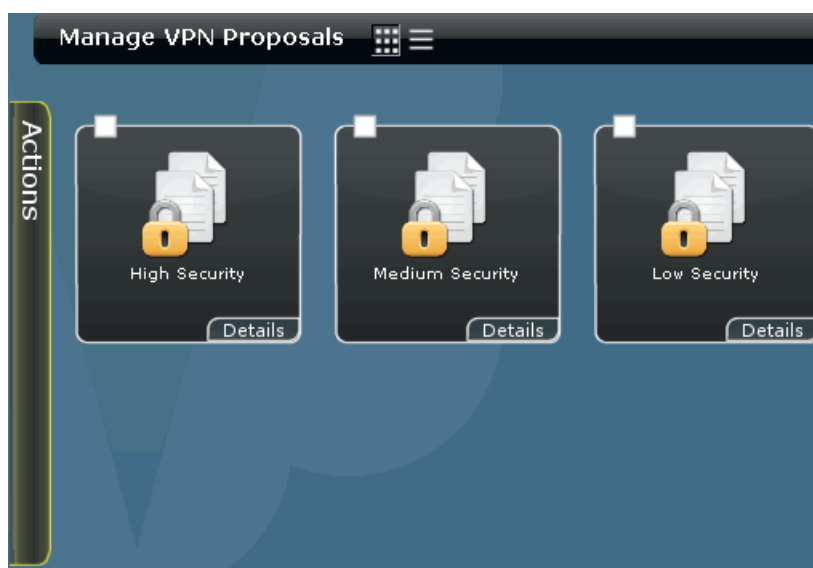 Manage VPN Proposals
Actions
High Security
Details
Medium Security
Details
Low Security
Details